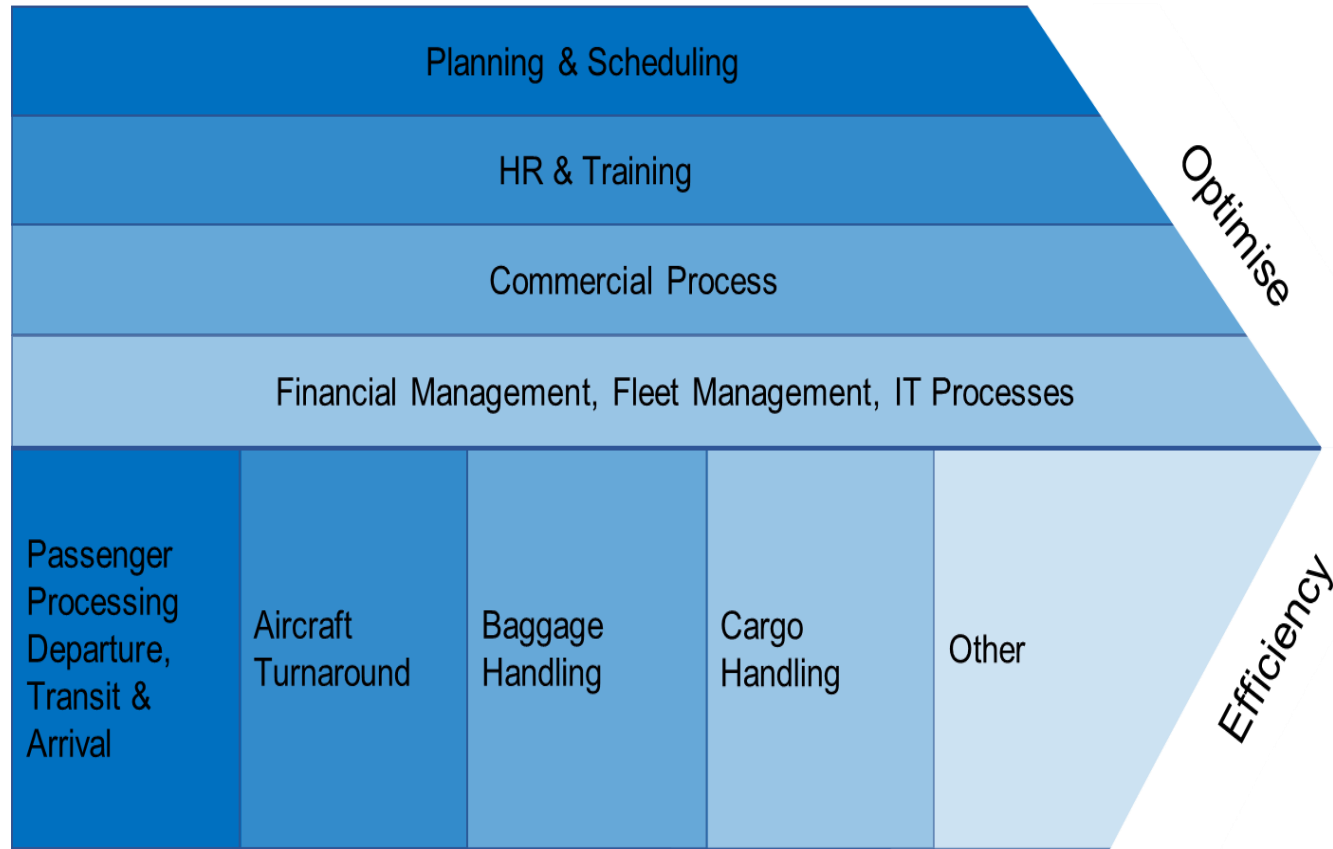 Planning & Scheduling
HR & Training
Commercial Process
Financial Management, Fleet Management, IT Processes
Optimise
Passenger
Processing
Departure,
Transit &
Arrival
Aircraft
Turnaround
Baggage
Handling
Cargo
Handling
Other
Efficiency